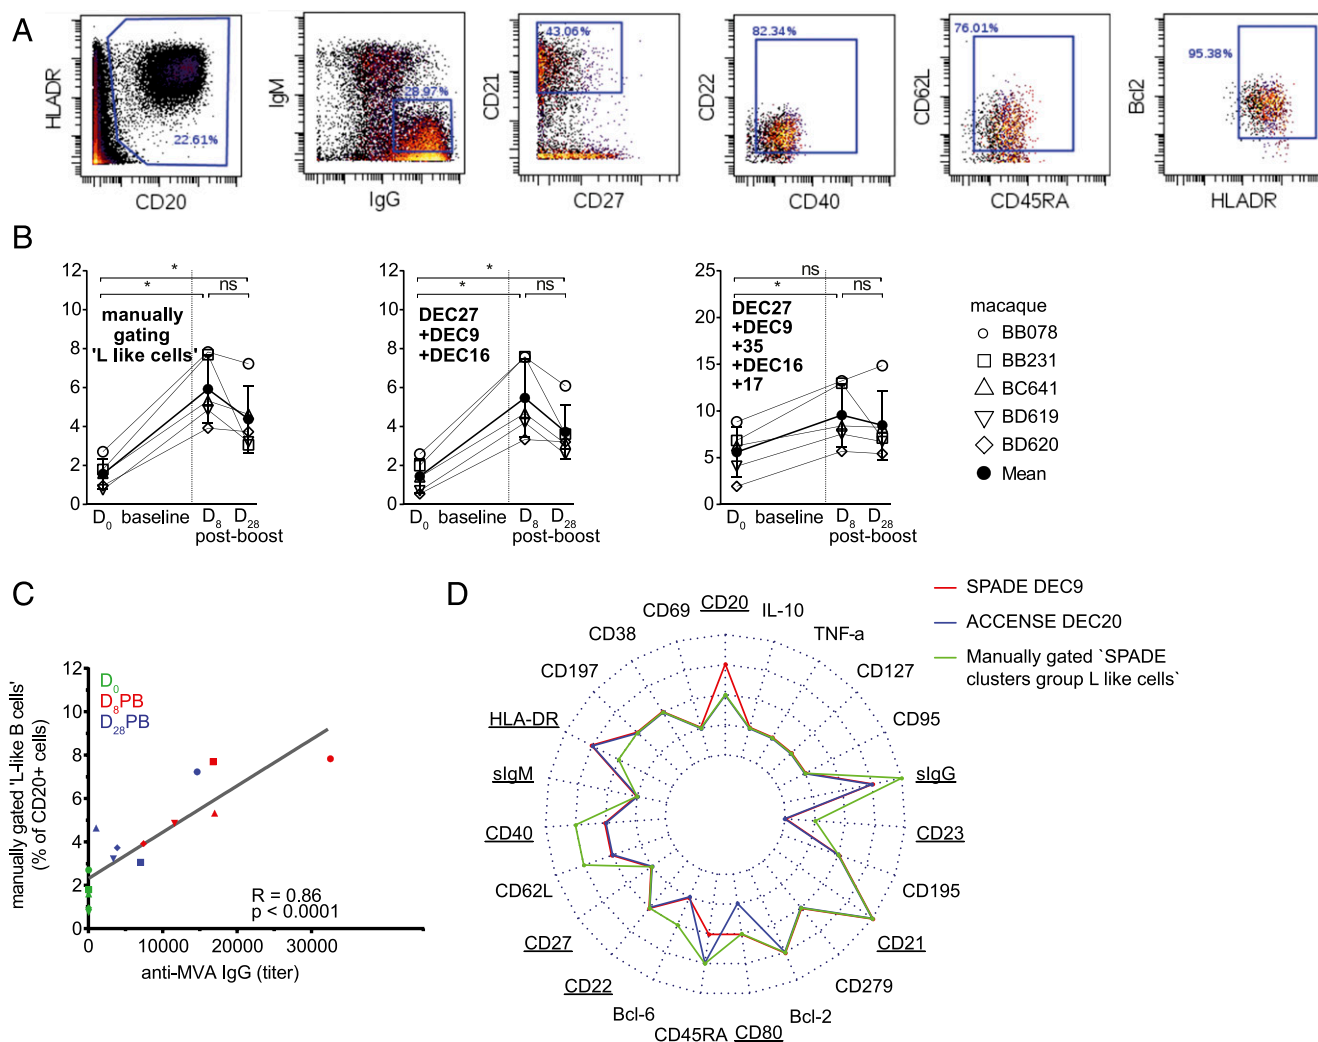 A
HLADR
22.61%
CD20
IgM
28.97%
IgG
CD21
43.06%
CD27
CD22
82.34%
CD40
CD62L
76.01%
CD45RA
Bcl2
95.38%
HLADR
B
12
10
8
6
4
2
0
*
*
ns
manually
gating
'L like cells'
D0 baseline D8 D28
post-boost
12
10
8
6
4
2
0
*
*
ns
DEC27
+DEC9
+DEC16
D0 baseline D8 D28
post-boost
25
20
15
10
5
0
ns
*
ns
DEC27
+DEC9
+35
+DEC16
+17
D0 baseline D8 D28
post-boost
macaque
BB078
BB231
BC641
BD619
BD620
Mean
C
manually gated 'L-like B cells'
(% of CD20+ cells)
12
10
8
6
4
2
0
D0
D8PB
D28PB
R = 0.86
p < 0.0001
0 10000 20000 30000
anti-MVA IgG (titer)
D
CD20
IL-10
TNF-a
CD127
CD95
sIgG
CD23
CD195
CD21
CD279
Bcl-2
CD80
CD45RA
Bcl-6
CD22
CD27
CD62L
CD40
sIgM
HLA-DR
CD197
CD38
CD69
SPADE DEC9
ACCENSE DEC20
Manually gated `SPADE
clusters group L like cells`